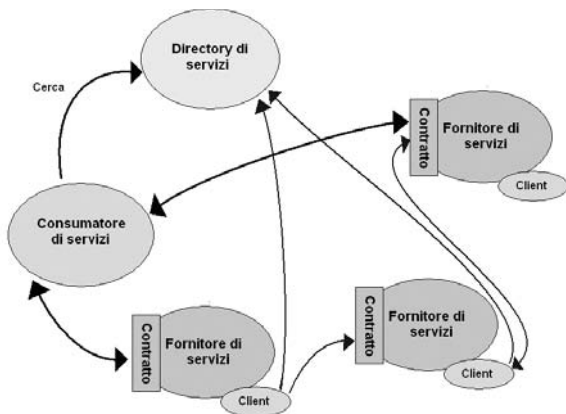 Directory di
servizi
Cerca
Contratto
Fornitore di
servizi
Client
Consumatore
di servizi
Contratto
Fornitore di
servizi
Client
Contratto
Fornitore di
servizi
Client